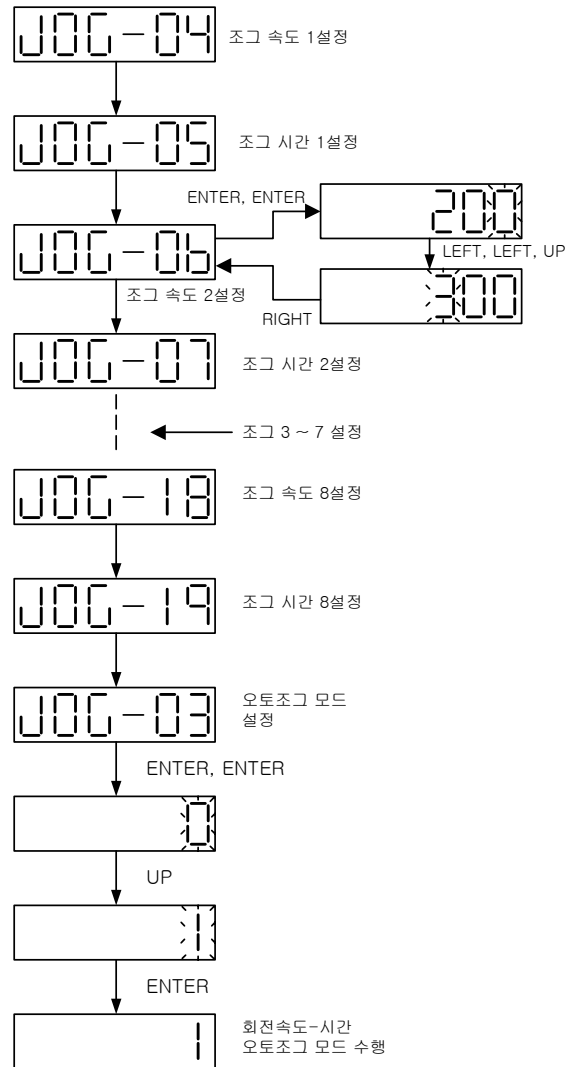 JOG-04
조그 속도 1설정
JOG-05
조그 시간 1설정
ENTER, ENTER
200
JOG-06
LEFT, LEFT, UP
조그 속도 2설정
300
RIGHT
JOG-07
조그 시간 2설정
조그 3 ~ 7 설정
JOG-18
조그 속도 8설정
JOG-19
조그 시간 8설정
JOG-03
오토조그 모드
설정
ENTER, ENTER
0
UP
1
ENTER
1
회전속도-시간
오토조그 모드 수행